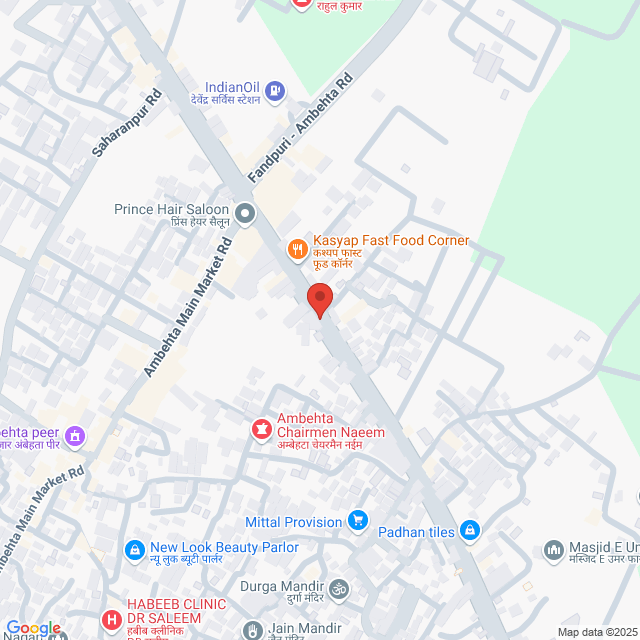 राहुल कुमार
IndianOil
देवेंद्र सर्विस स्टेशन
Fandpuri - Ambehta Rd
Saharanpur Rd
Prince Hair Saloon
प्रिंस हेयर सैलून
Kasyap Fast Food Corner
कश्यप फास्ट
फूड कॉर्नर
Ambehta Main Market Rd
Ambehta
Chairmen Naeem
अम्बेहटा चेयरमैन नईम
behta peer
अंबेहता पीर
Ambehta Main Market Rd
Mittal Provision
Padhan tiles
New Look Beauty Parlor
न्यू लुक ब्यूटी पार्लर
Masjid E Um
मस्जिद E उमर
Durga Mandir
दुर्गा मंदिर
HABEEB CLINIC
DR SALEEM
हबीब क्लीनिक
Jain Mandir
Google
Map data ©2025